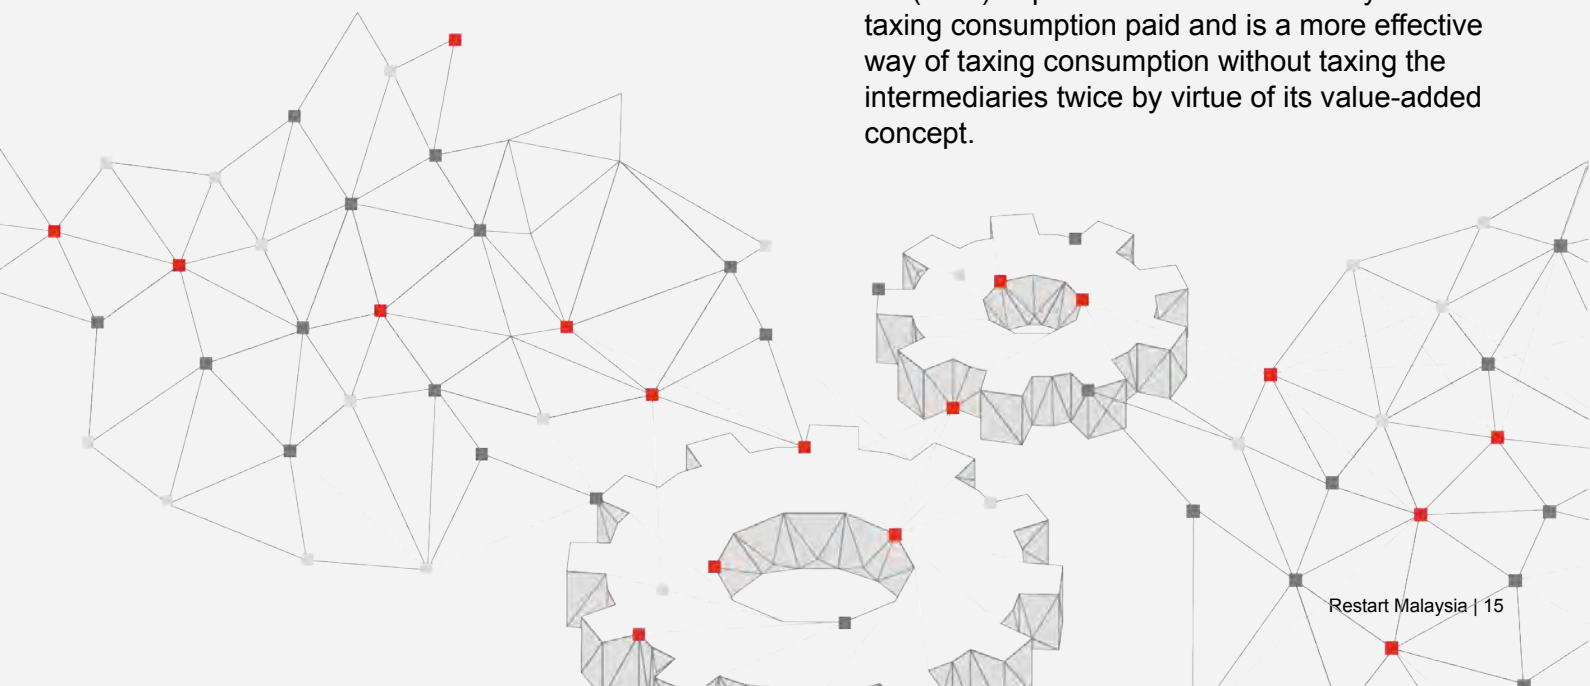 taxing consumption paid and is a more effective
way of taxing consumption without taxing the
intermediaries twice by virtue of its value-added
concept.
Restart Malaysia | 15